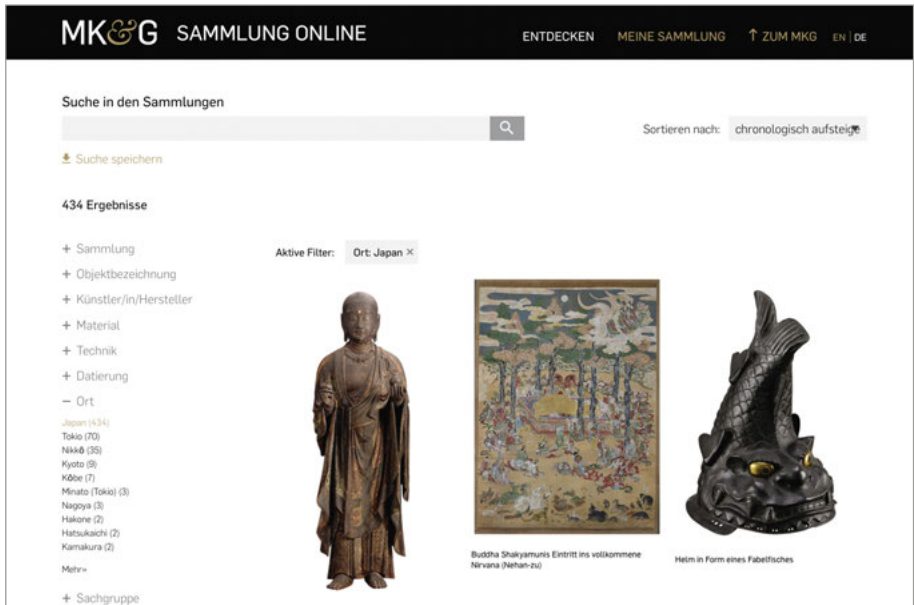 MK&G SAMMLUNG ONLINE
ENTDECKEN MEINE SAMMLUNG ↑ ZUM MKG EN | DE
Suche in den Sammlungen
Sortieren nach: chronologisch aufsteige
Suche speichern
434 Ergebnisse
+ Sammlung
+ Objektbezeichnung
+ Künstler/in/Hersteller
+ Material
+ Technik
+ Datierung
− Ort
Japan (434)
Tokio (70)
Nikkō (35)
Kyoto (9)
Kōbe (7)
Minato (Tokio) (3)
Nagoya (3)
Hakone (2)
Hatsukaichi (2)
Kamakura (2)
Mehr»
+ Sachgruppe
Aktive Filter: Ort: Japan ×
Buddha Shakyamunis Eintritt ins vollkommene
Nirvana (Nehan-zu)
Helm in Form eines Fabelfisches